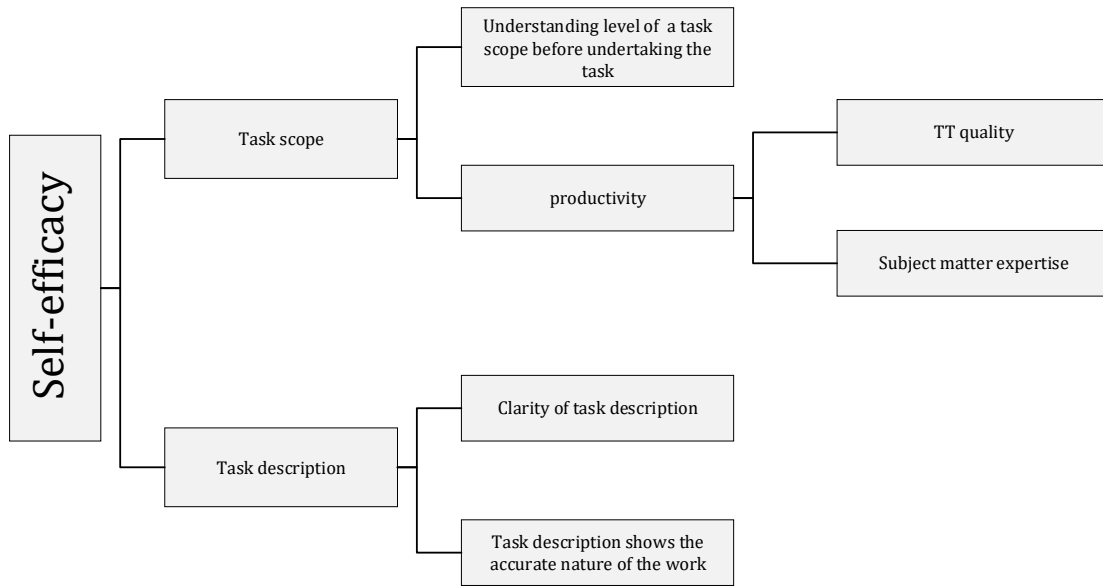 Self-efficacy
Task scope
Understanding level of a task
scope before undertaking the
task
productivity
TT quality
Subject matter expertise
Task description
Clarity of task description
Task description shows the
accurate nature of the work